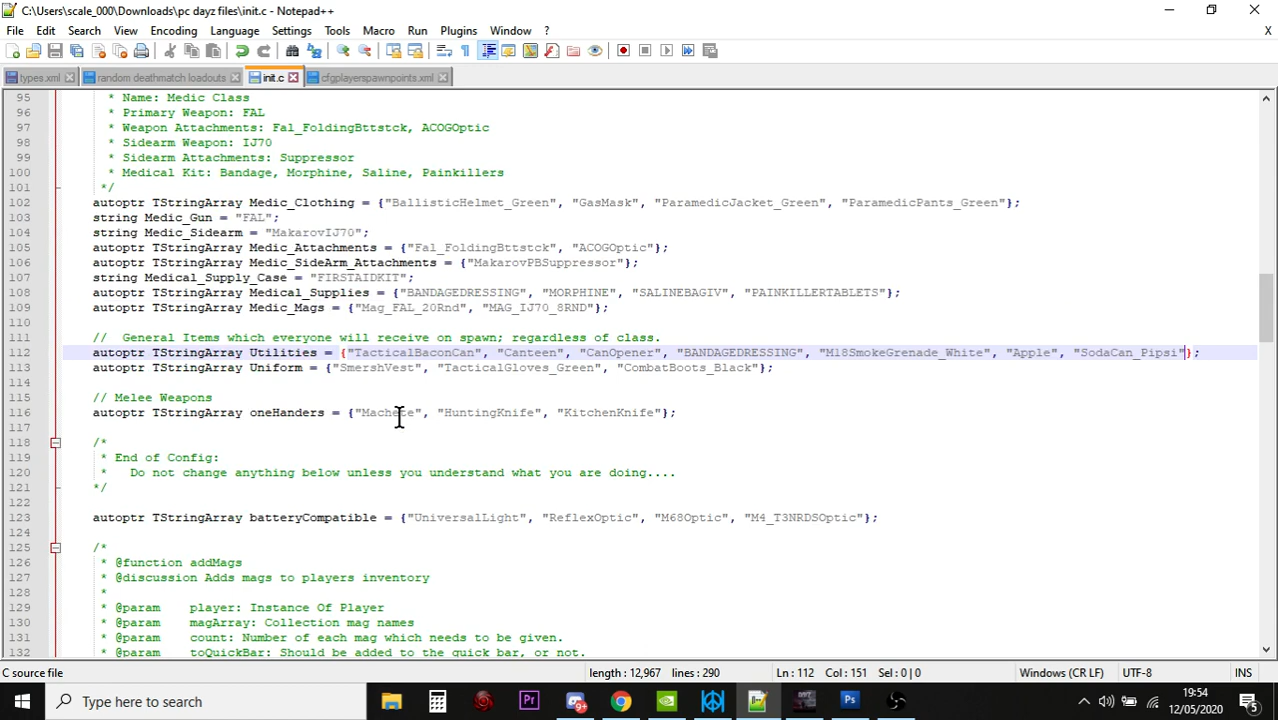 C:\Users\scale_000\Downloads\pc dayz files\init.c - Notepad++
File Edit Search View Encoding Language Settings Tools Macro Run Plugins Window ? X
types.xml random deathmatch loadouts init.c cfgplayerspawnpoints.xml
95 * Name: Medic Class
96 * Primary Weapon: FAL
97 * Weapon Attachments: Fal_FoldingBttstck, ACOGOptic
98 * Sidearm Weapon: IJ70
99 * Sidearm Attachments: Suppressor
100 * Medical Kit: Bandage, Morphine, Saline, Painkillers
101 */
102 autoptr TStringArray Medic_Clothing = {"BallisticHelmet_Green", "GasMask", "ParamedicJacket_Green", "ParamedicPants_Green"};
103 string Medic_Gun = "FAL";
104 string Medic_Sidearm = "MakarovIJ70";
105 autoptr TStringArray Medic_Attachments = {"Fal_FoldingBttstck", "ACOGOptic"};
106 autoptr TStringArray Medic_SideArm_Attachments = {"MakarovPBSuppressor"};
107 string Medical_Supply_Case = "FIRSTAIDKIT";
108 autoptr TStringArray Medical_Supplies = {"BANDAGEDRESSING", "MORPHINE", "SALINEBAGIV", "PAINKILLERTABLETS"};
109 autoptr TStringArray Medic_Mags = {"Mag_FAL_20Rnd", "MAG_IJ70_8RND"};
110
111 // General Items which everyone will receive on spawn; regardless of class.
112 autoptr TStringArray Utilities = {"TacticalBaconCan", "Canteen", "CanOpener", "BANDAGEDRESSING", "M18SmokeGrenade_White", "Apple", "SodaCan_Pipsi"};
113 autoptr TStringArray Uniform = {"SmershVest", "TacticalGloves_Green", "CombatBoots_Black"};
114
115 // Melee Weapons
116 autoptr TStringArray oneHanders = {"Machete", "HuntingKnife", "KitchenKnife"};
117
118 /*
119 * End of Config:
120 * Do not change anything below unless you understand what you are doing....
121 */
122
123 autoptr TStringArray batteryCompatible = {"UniversalLight", "ReflexOptic", "M68Optic", "M4_T3NRDSOptic"};
124
125 /*
126 * @function addMags
127 * @discussion Adds mags to players inventory
128 *
129 * @param player: Instance Of Player
130 * @param magArray: Collection mag names
131 * @param count: Number of each mag which needs to be given.
132 * @param toQuickBar: Should be added to the quick bar, or not.
C source file length : 12,967 lines : 290 Ln : 112 Col : 151 Sel : 0 | 0 Windows (CR LF) UTF-8 INS
Type here to search 9+ Pr Ps 19:54
12/05/2020 5